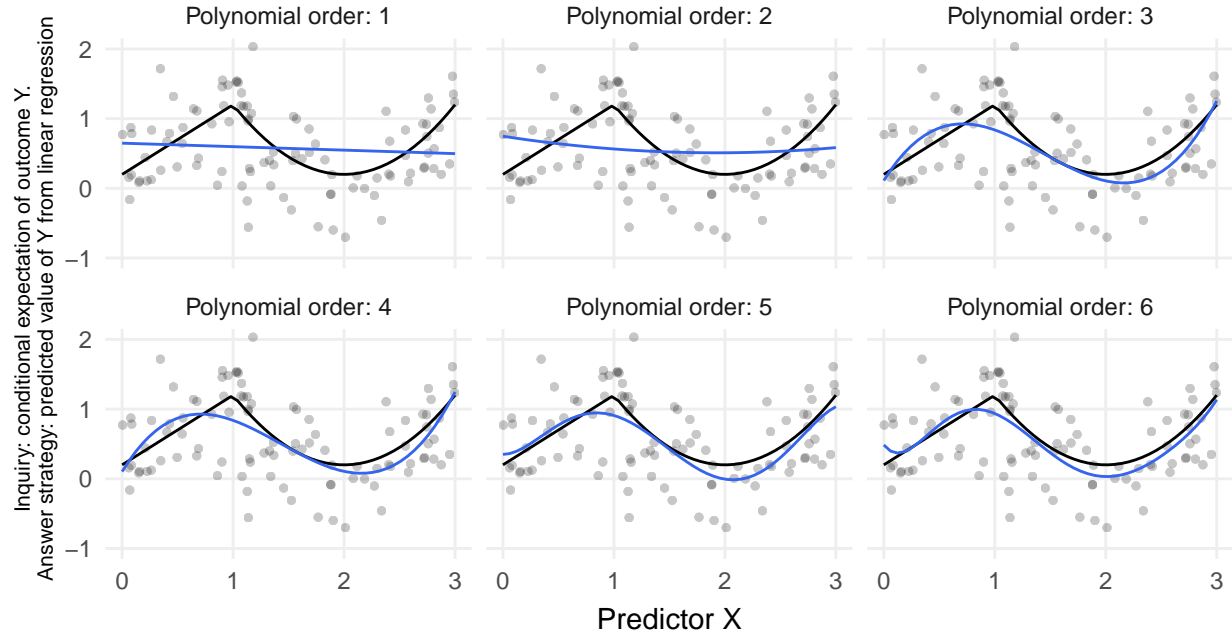 Inquiry: conditional expectation of outcome Y.
Answer strategy: predicted value of Y from linear regression
Polynomial order: 1
Polynomial order: 2
Polynomial order: 3
2
1
0
−1
Polynomial order: 4
Polynomial order: 5
Polynomial order: 6
2
1
0
−1
0 1 2 3 0 1 2 3 0 1 2 3
Predictor X